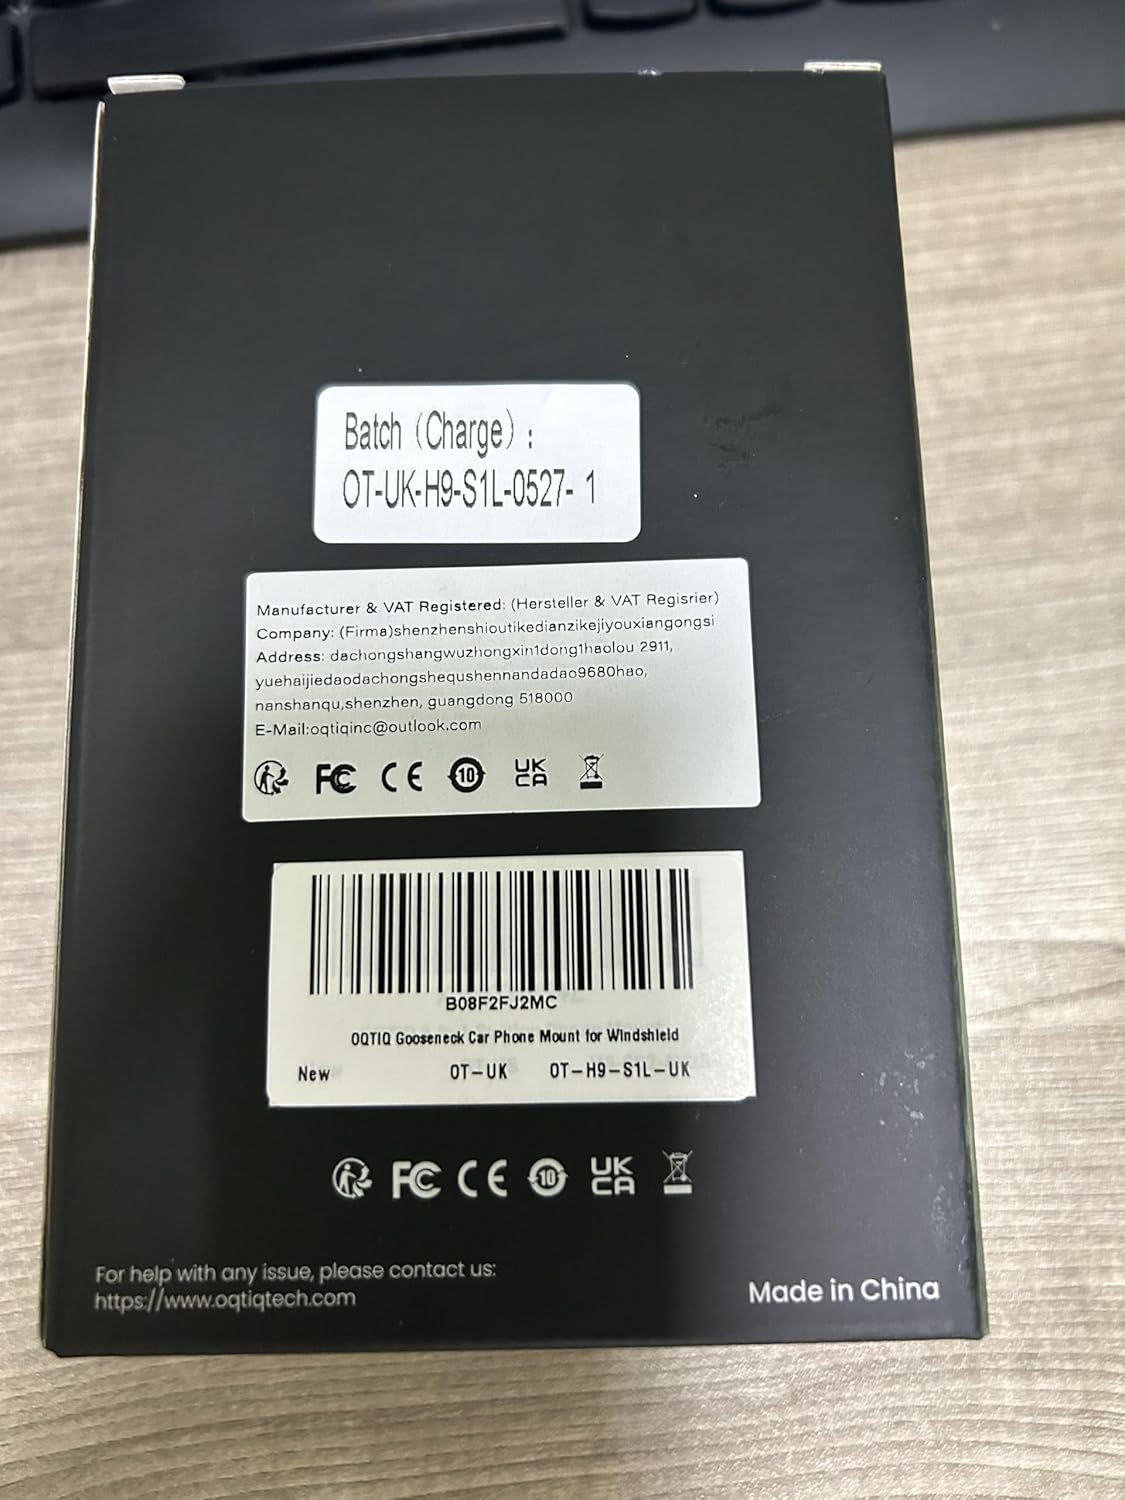 Batch (Charge) :
OT-UK-H9-S1L-0527- 1
Manufacturer & VAT Registered: (Hersteller & VAT Regisrier)
Company: (Firma)shenzhenshioutikedianzikejiyouxiangongsi
Address: dachongshangwuzhongxin1dong1haolou 2911,
yuehaijiedaodachongshequshennandadao9680hao,
nanshanqu,shenzhen, guangdong 518000
E-Mail:oqtiqinc@outlook.com
FC CE 10 UK CA
B08F2FJ2MC
OQTIQ Gooseneck Car Phone Mount for Windshield
New OT-UK OT-H9-S1L-UK
FC CE 10 UK CA
For help with any issue, please contact us:
https://www.oqtiqtech.com
Made in China